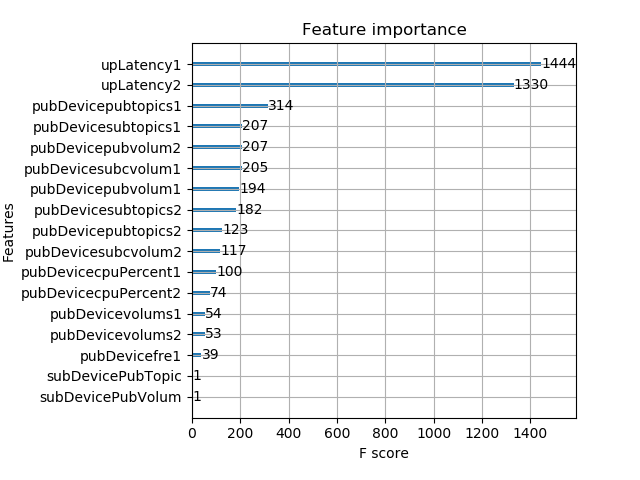 Feature importance
Features
upLatency1 1444
upLatency2 1330
pubDevicepubtopics1 314
pubDevicesubtopics1 207
pubDevicepubvolum2 207
pubDevicesubcvolum1 205
pubDevicepubvolum1 194
pubDevicesubtopics2 182
pubDevicepubtopics2 123
pubDevicesubcvolum2 117
pubDevicecpuPercent1 100
pubDevicecpuPercent2 74
pubDevicevolums1 54
pubDevicevolums2 53
pubDevicefre1 39
subDevicePubTopic 1
subDevicePubVolum 1
0 200 400 600 800 1000 1200 1400
F score